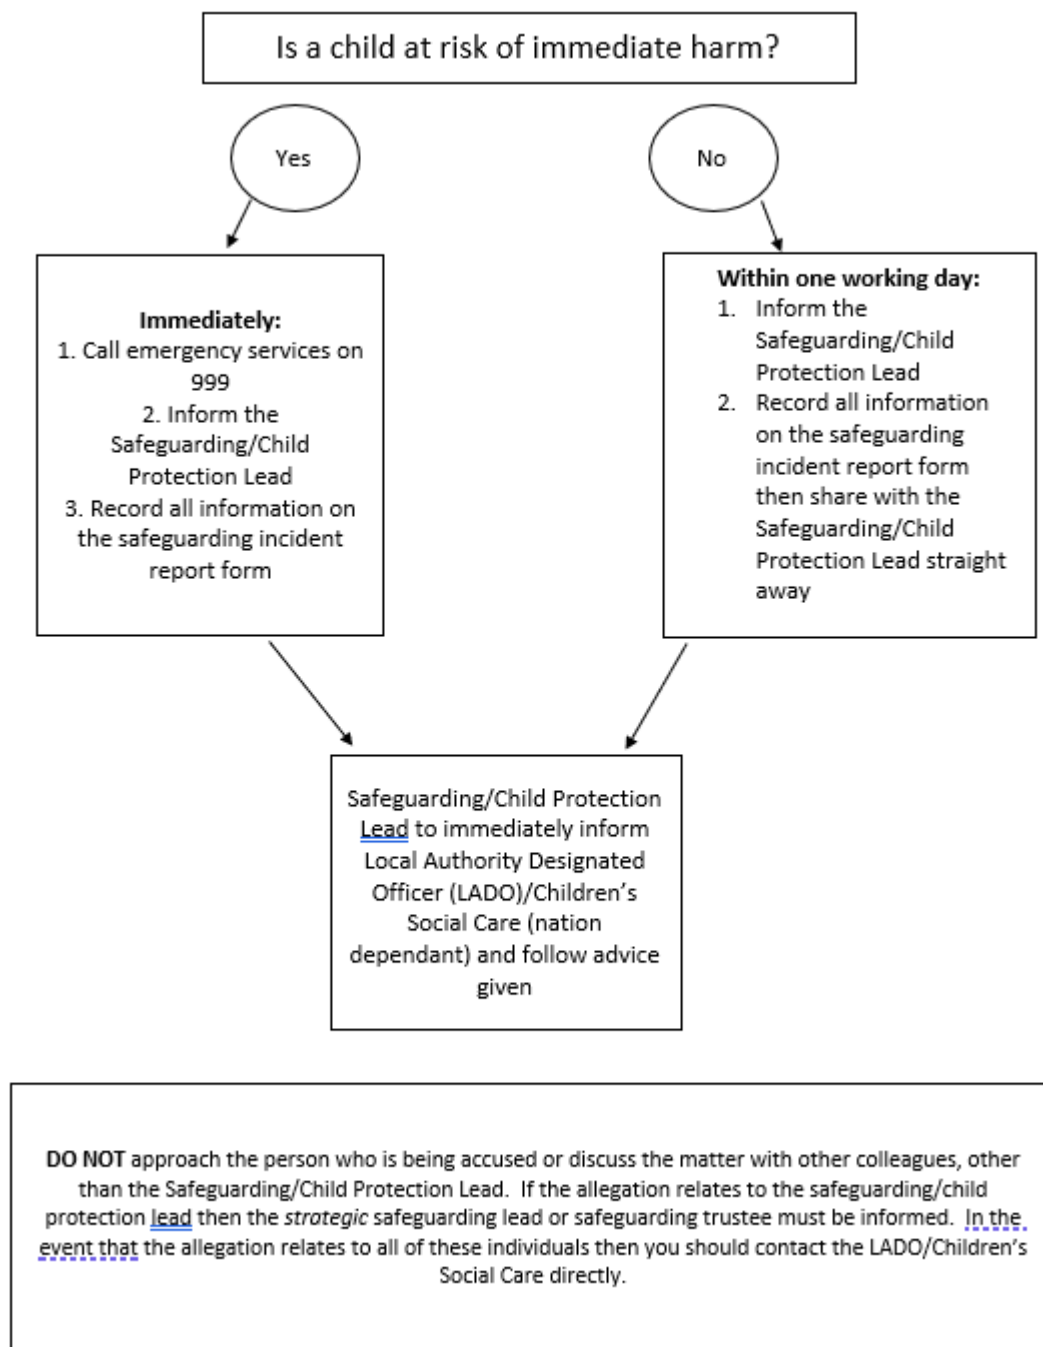 Is a child at risk of immediate harm?
Yes
No
Immediately:
1. Call emergency services on
999
2. Inform the
Safeguarding/Child
Protection Lead
3. Record all information on
the safeguarding incident
report form
Within one working day:
1. Inform the
Safeguarding/Child
Protection Lead
2. Record all information
on the safeguarding
incident report form
then share with the
Safeguarding/Child
Protection Lead straight
away
Safeguarding/Child Protection
Lead to immediately inform
Local Authority Designated
Officer (LADO)/Children’s
Social Care (nation
dependant) and follow advice
given
DO NOT approach the person who is being accused or discuss the matter with other colleagues, other
than the Safeguarding/Child Protection Lead. If the allegation relates to the safeguarding/child
protection lead then the strategic safeguarding lead or safeguarding trustee must be informed. In the
event that the allegation relates to all of these individuals then you should contact the LADO/Children’s
Social Care directly.